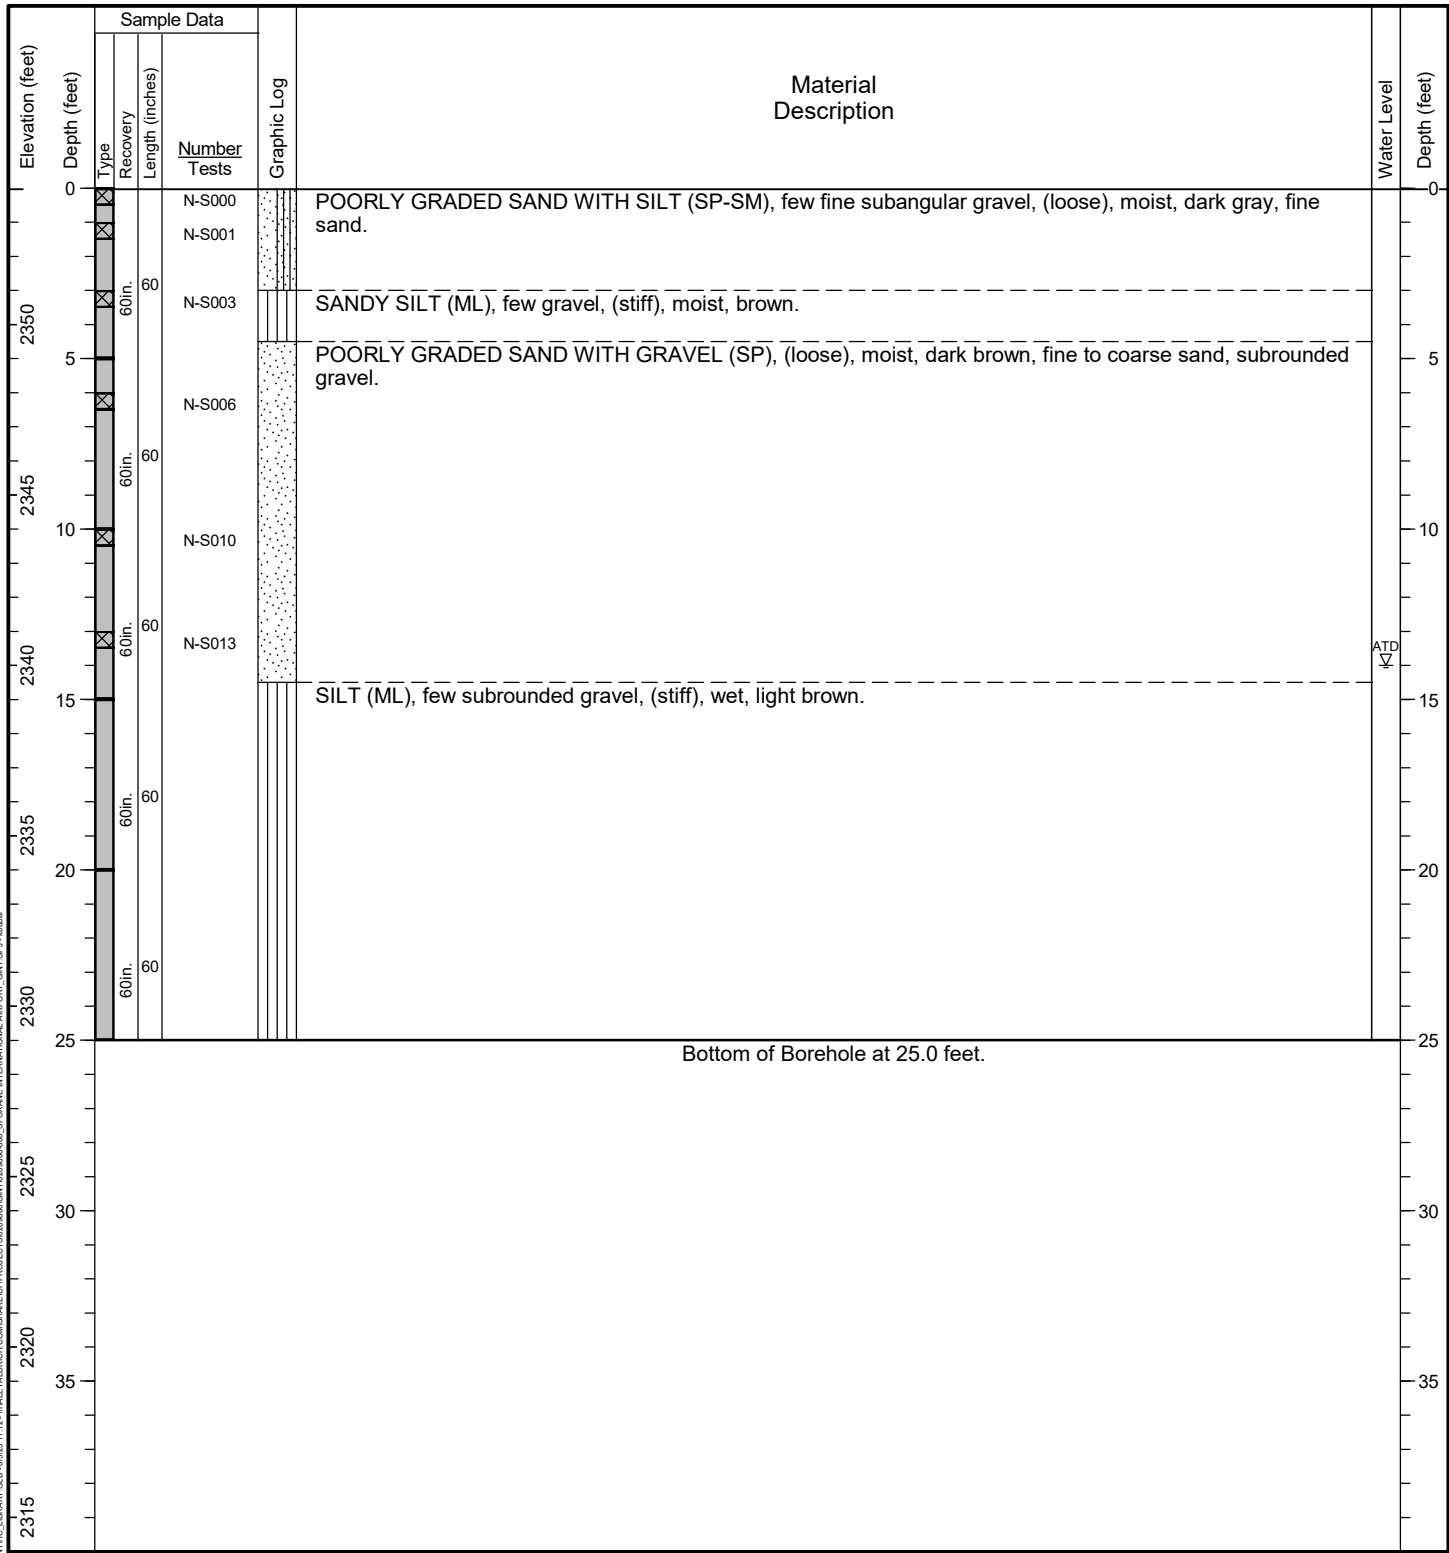 Sample Data
Elevation (feet)
Depth (feet)
Type
Recovery
Length (inches)
Number
Tests
Graphic Log
Material
Description
Water Level
Depth (feet)
0
N-S000
POORLY GRADED SAND WITH SILT (SP-SM), few fine subangular gravel, (loose), moist, dark gray, fine
sand.
0
N-S001
60in.
60
N-S003
SANDY SILT (ML), few gravel, (stiff), moist, brown.
2350
5
POORLY GRADED SAND WITH GRAVEL (SP), (loose), moist, dark brown, fine to coarse sand, subrounded
gravel.
5
N-S006
60in.
60
2345
10
N-S010
10
60in.
60
N-S013
ATD
2340
15
SILT (ML), few subrounded gravel, (stiff), wet, light brown.
15
60in.
60
2335
20
20
60in.
60
2330
25
Bottom of Borehole at 25.0 feet.
25
2325
30
30
2320
35
35
2315